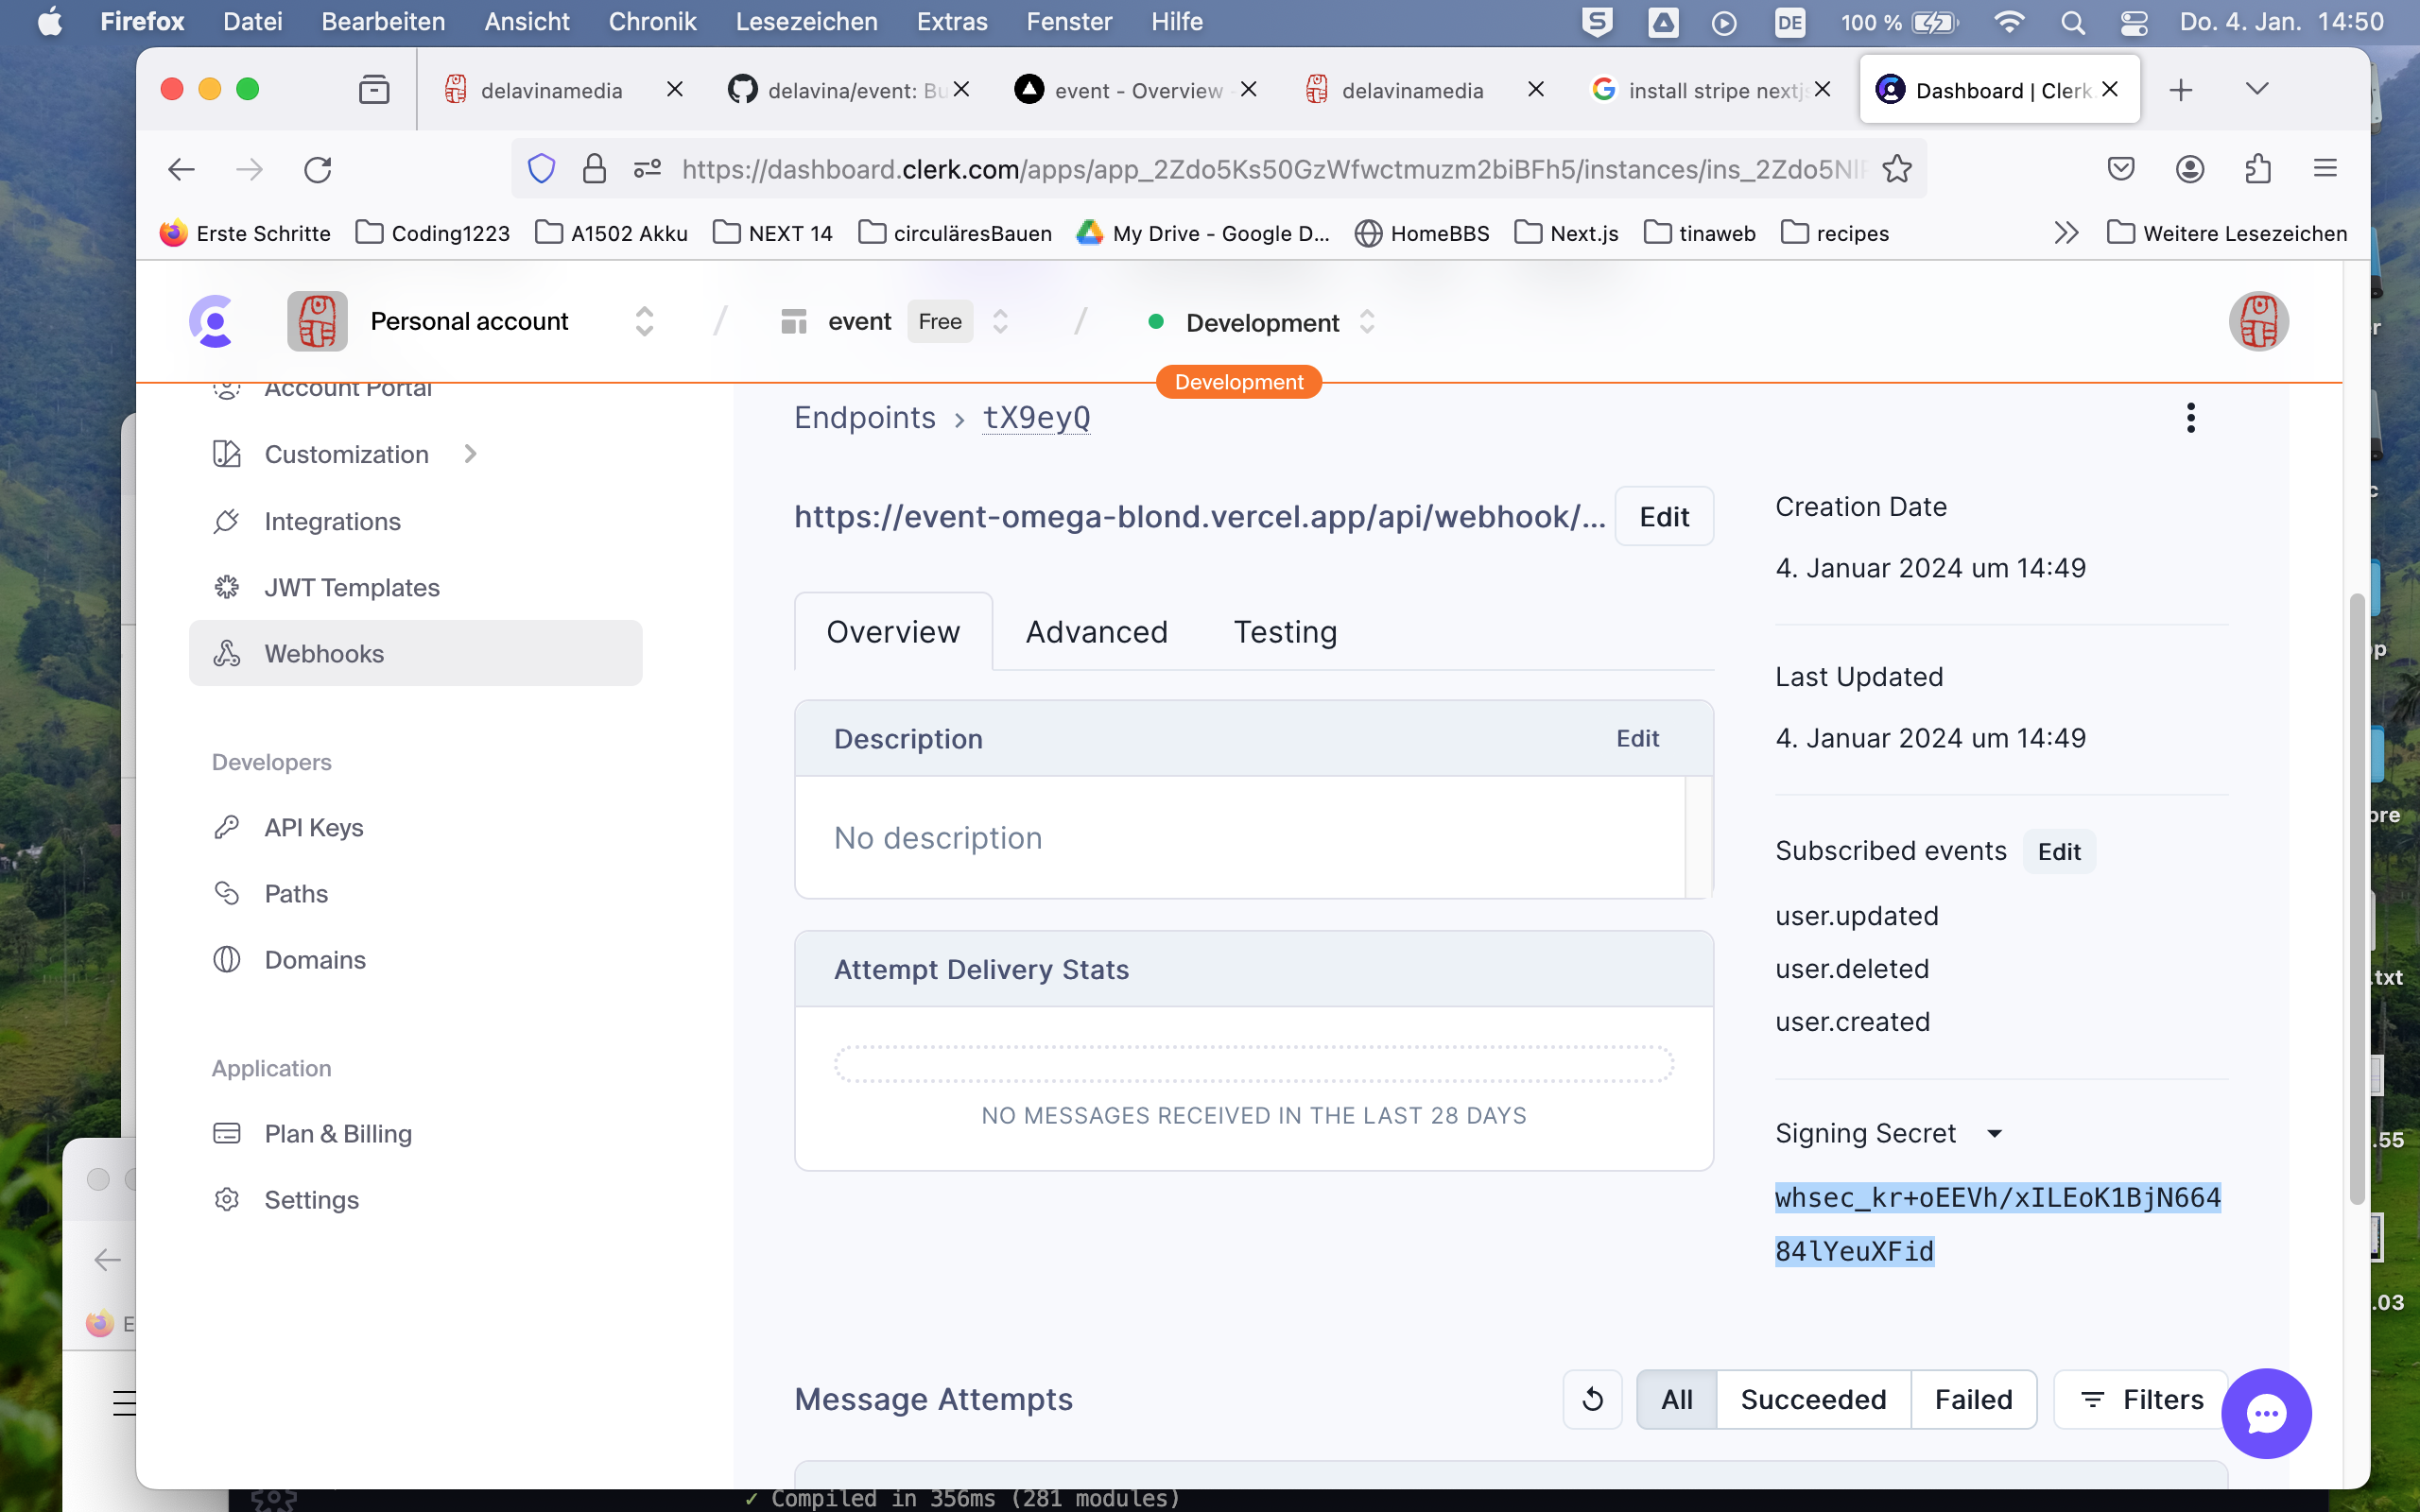 Firefox Datei Bearbeiten Ansicht Chronik Lesezeichen Extras Fenster Hilfe DE 100 % Do. 4. Jan. 14:50
delavinamedia delavina/event: Bu event - Overview delavinamedia install stripe nextjs Dashboard | Clerk
https://dashboard.clerk.com/apps/app_2Zdo5Ks50GzWfwctmuzm2biBFh5/instances/ins_2Zdo5NlP
Erste Schritte Coding1223 A1502 Akku NEXT 14 circuläresBauen My Drive - Google D... HomeBBS Next.js tinaweb recipes Weitere Lesezeichen
Personal account / event Free / Development
Development
Account Portal
Customization
Integrations
JWT Templates
Webhooks
Developers
API Keys
Paths
Domains
Application
Plan & Billing
Settings
Endpoints > tX9eyQ
https://event-omega-blond.vercel.app/api/webhook/... Edit
Overview Advanced Testing
Description Edit
No description
Attempt Delivery Stats
NO MESSAGES RECEIVED IN THE LAST 28 DAYS
Creation Date
4. Januar 2024 um 14:49
Last Updated
4. Januar 2024 um 14:49
Subscribed events Edit
user.updated
user.deleted
user.created
Signing Secret
whsec_kr+oEEVh/xILEoK1BjN664
84lYeuXFid
Message Attempts All Succeeded Failed Filters
✓ Compiled in 356ms (281 modules)
.txt
.55
.03